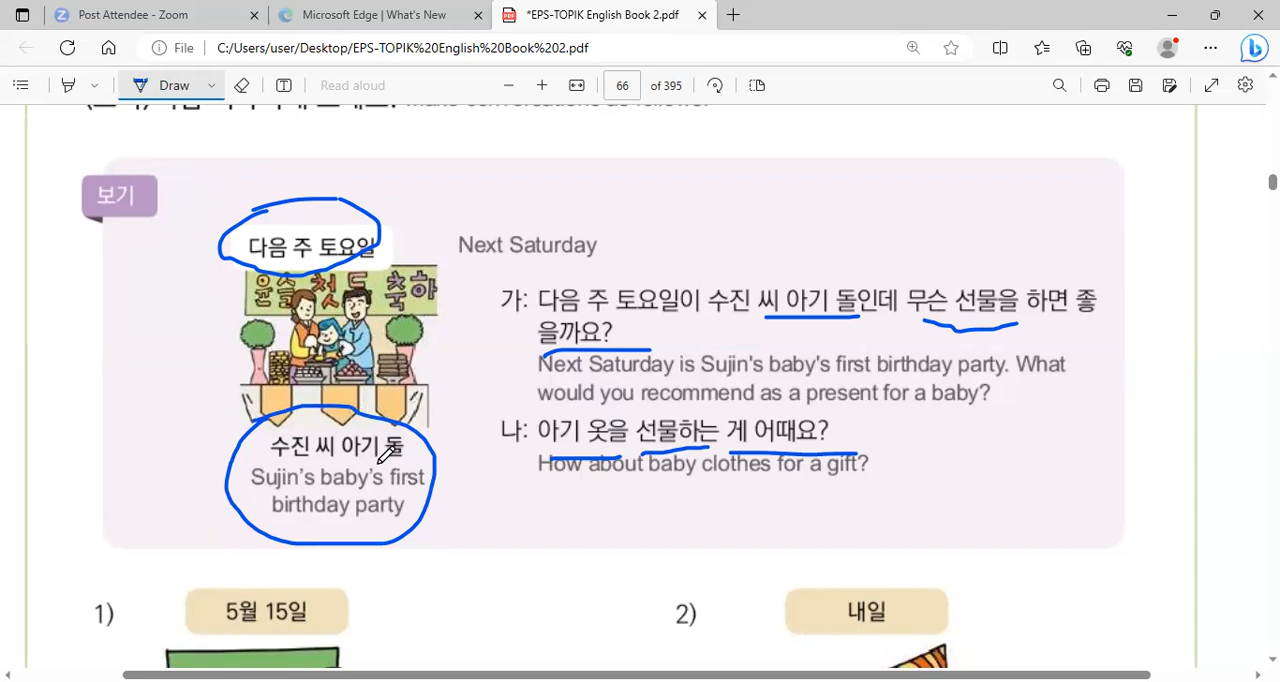 Post Attendee - Zoom
Microsoft Edge | What's New
*EPS-TOPIK English Book 2.pdf
File
C:/Users/user/Desktop/EPS-TOPIK%20English%20Book%202.pdf
Draw
Read aloud
66 of 395
보기
다음 주 토요일
Next Saturday
윤슬 첫돌 축하
가: 다음 주 토요일이 수진 씨 아기 돌인데 무슨 선물을 하면 좋
을까요?
Next Saturday is Sujin's baby's first birthday party. What
would you recommend as a present for a baby?
나: 아기 옷을 선물하는 게 어때요?
How about baby clothes for a gift?
수진 씨 아기 돌
Sujin's baby's first
birthday party
1) 5월 15일
2) 내일